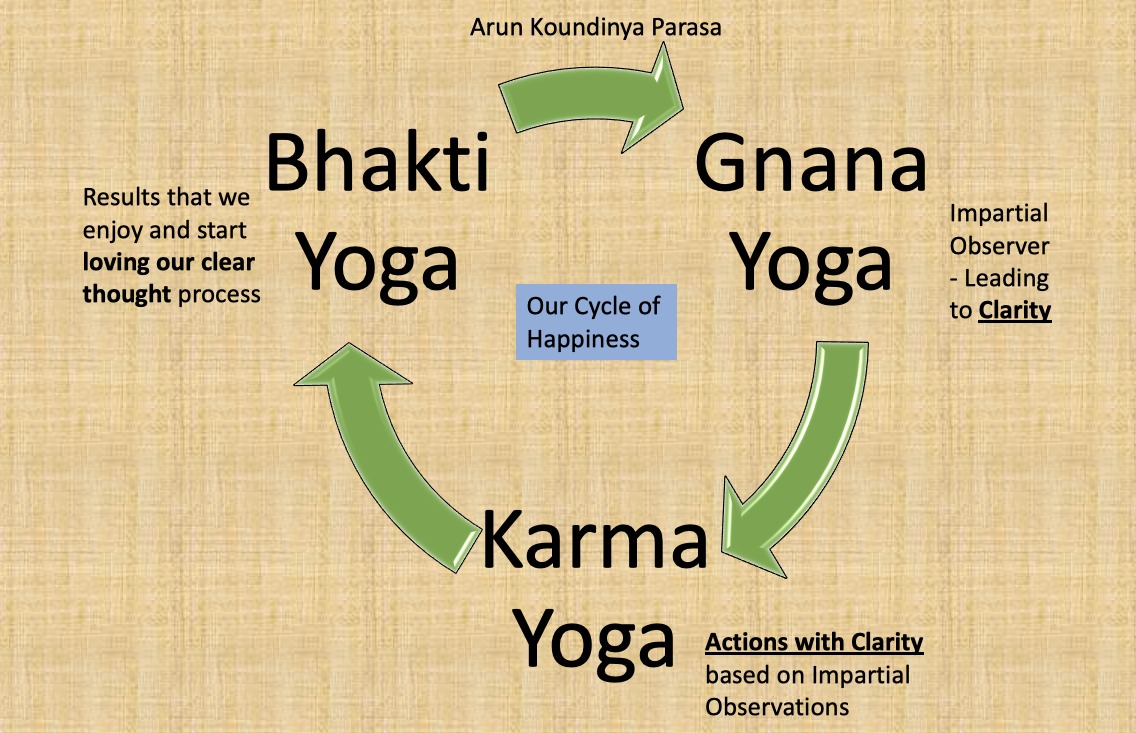 Arun Koundinya Parasa
Bhakti
Yoga
Results that we
enjoy and start
loving our clear
thought process
Gnana
Yoga
Impartial
Observer
- Leading
to Clarity
Our Cycle of
Happiness
Karma
Yoga
Actions with Clarity
based on Impartial
Observations